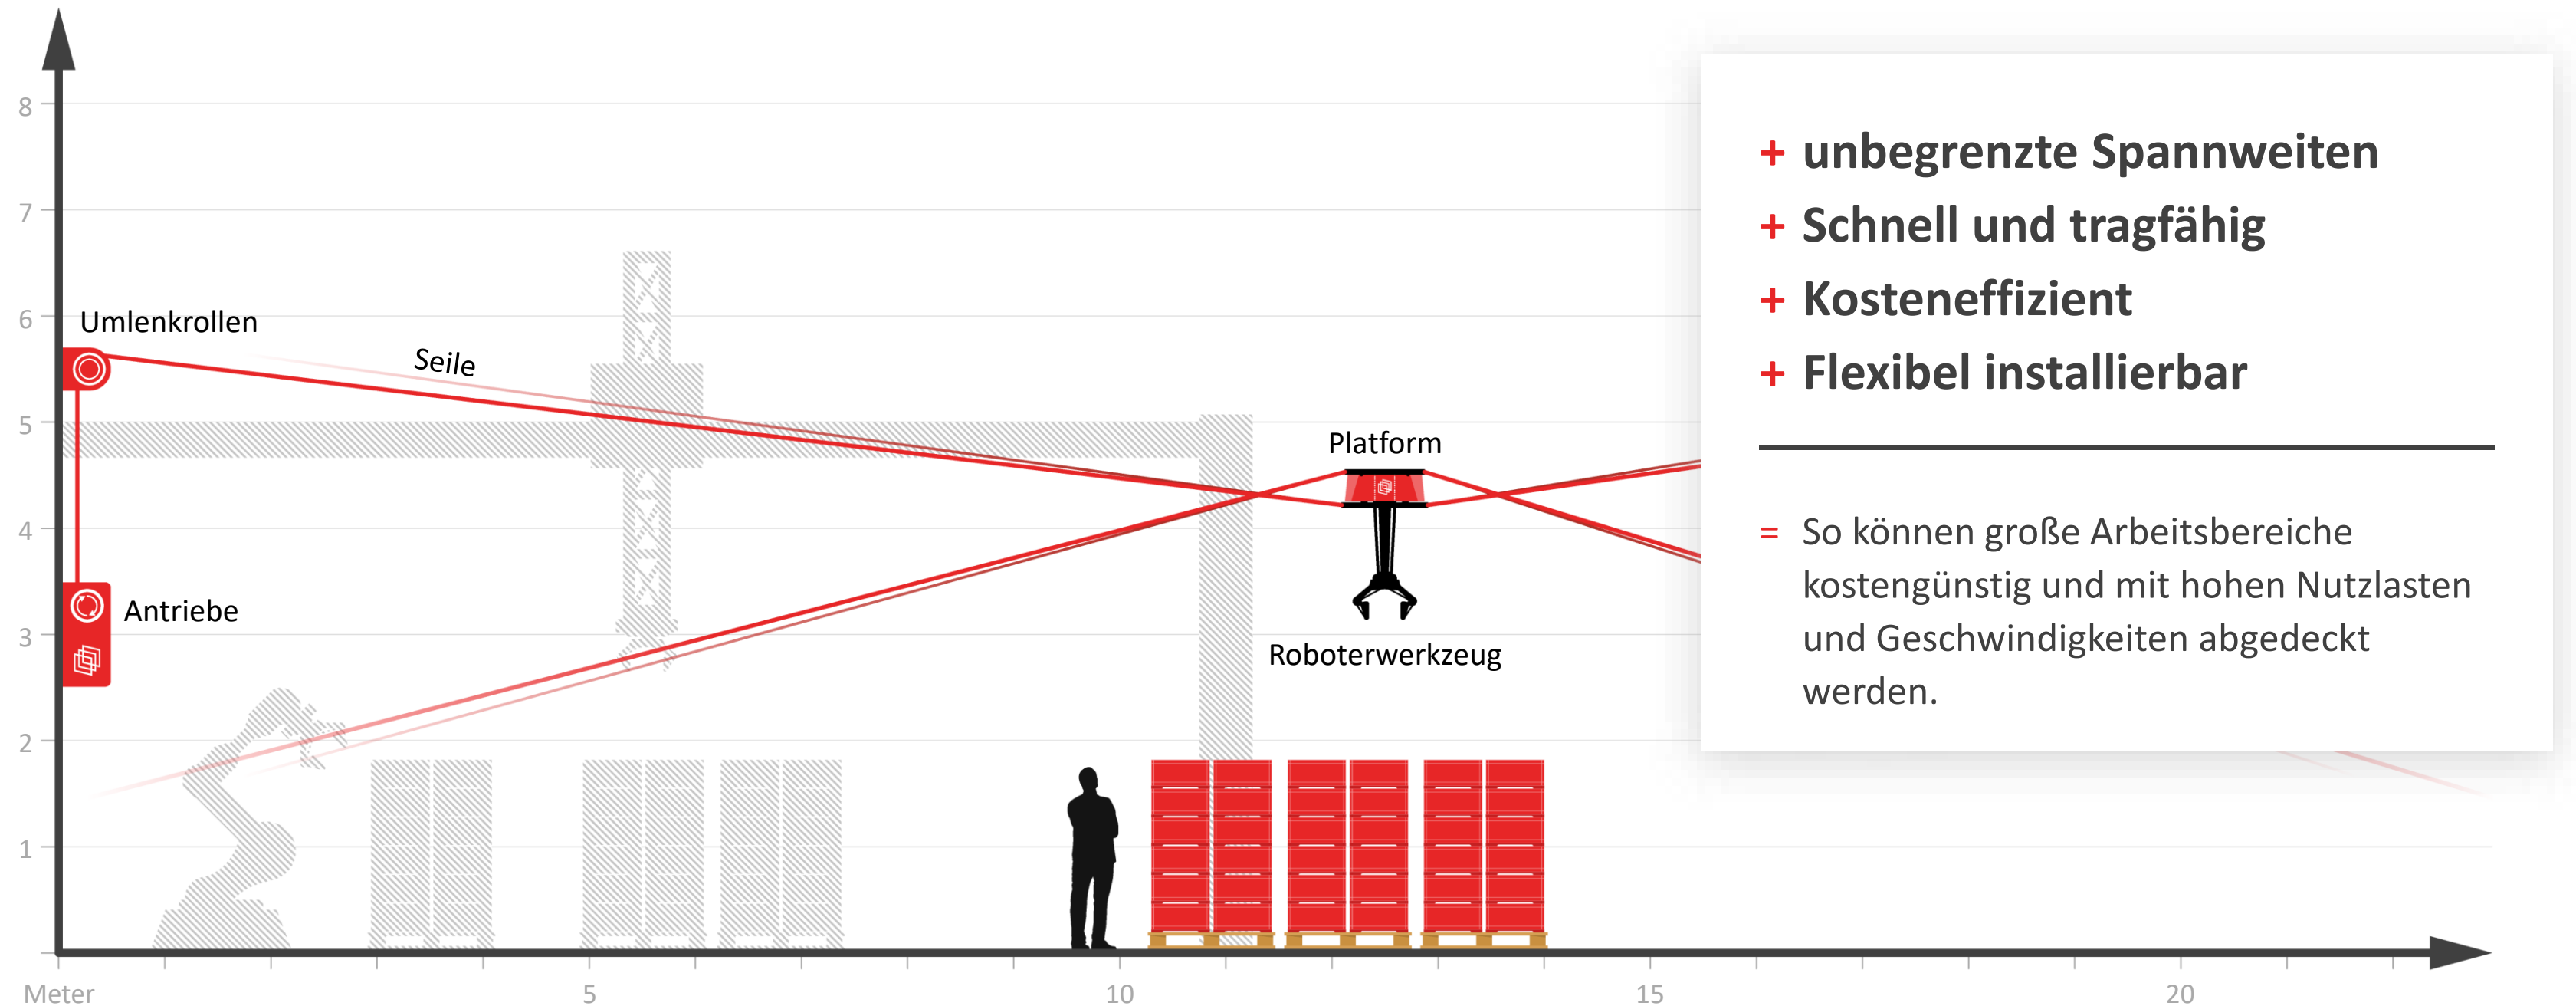 8
7
6
5
4
3
2
1
Umlenkrollen
Seile
Antriebe
Platform
Roboterwerkzeug
+ unbegrenzte Spannweiten
+ Schnell und tragfähig
+ Kosteneffizient
+ Flexibel installierbar
= So können große Arbeitsbereiche
kostengünstig und mit hohen Nutzlasten
und Geschwindigkeiten abgedeckt
werden.
Meter 5 10 15 20